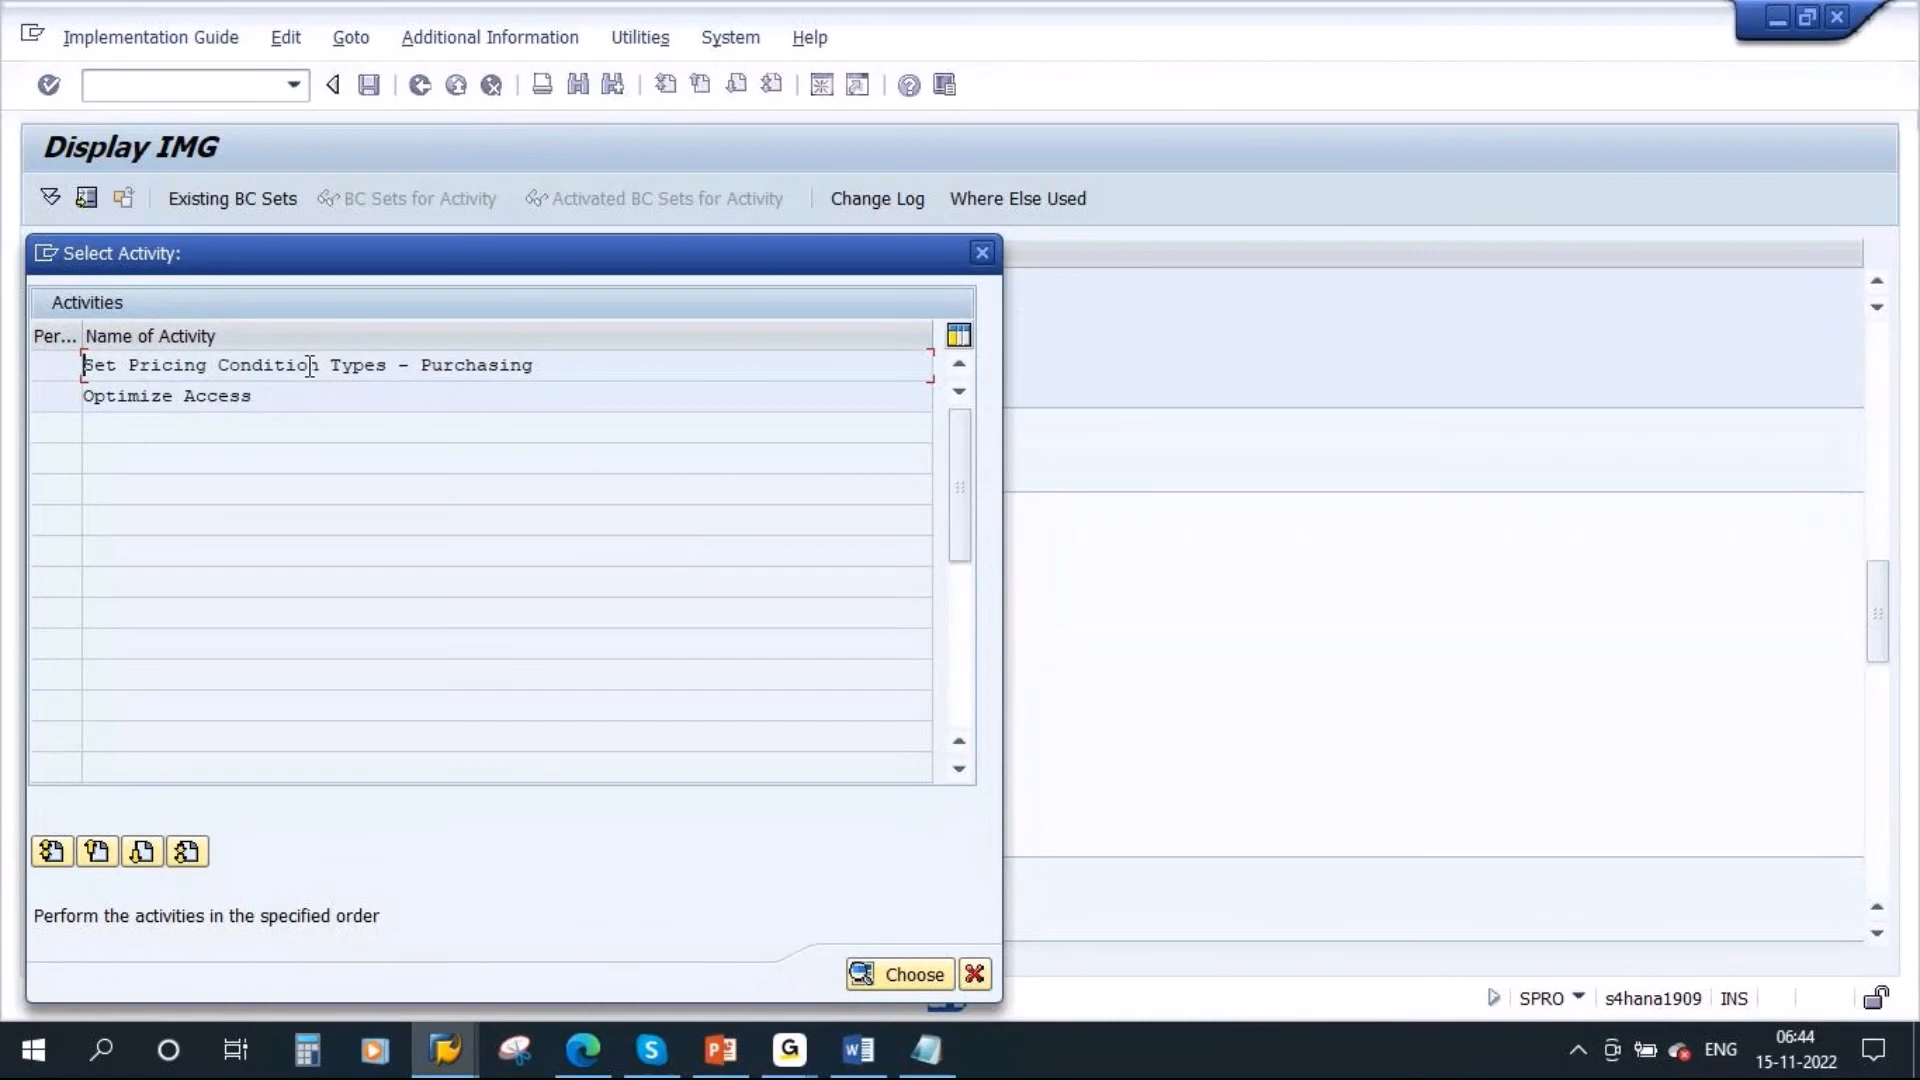 Implementation Guide Edit Goto Additional Information Utilities System Help
Display IMG
Existing BC Sets BC Sets for Activity Activated BC Sets for Activity Change Log Where Else Used
Select Activity:
Activities
Per... Name of Activity
Set Pricing Condition Types - Purchasing
Optimize Access
Perform the activities in the specified order
Choose
SPRO s4hana1909 INS
ENG
06:44
15-11-2022